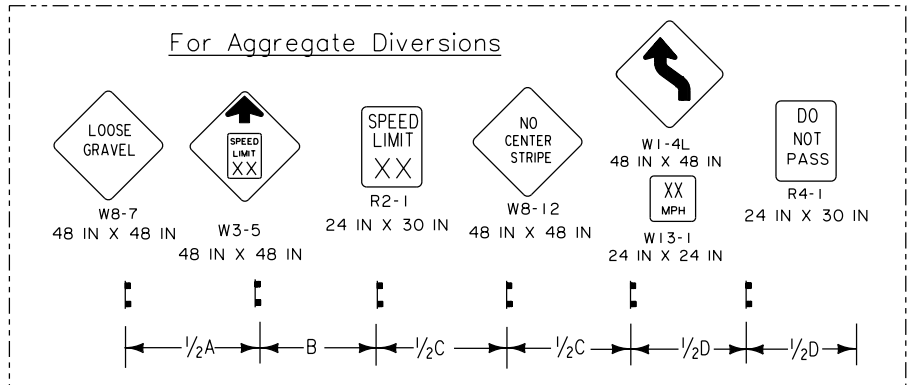 For Aggregate Diversions
LOOSE
GRAVEL
W8-7
48 IN X 48 IN
SPEED
LIMIT
XX
W3-5
48 IN X 48 IN
SPEED
LIMIT
XX
R2-1
24 IN X 30 IN
NO
CENTER
STRIPE
W8-12
48 IN X 48 IN
W1-4L
48 IN X 48 IN
XX
MPH
W13-1
24 IN X 24 IN
DO
NOT
PASS
R4-1
24 IN X 30 IN
1/2A B 1/2C 1/2C 1/2D 1/2D